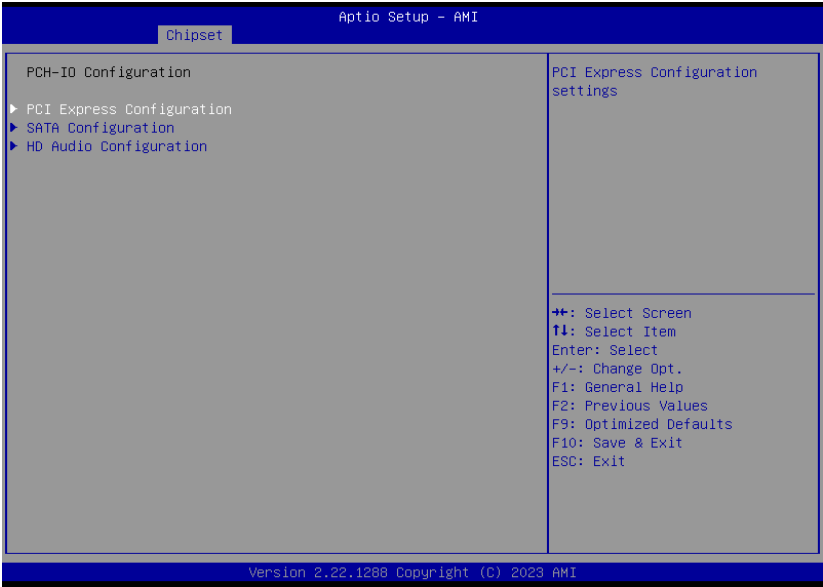 Aptio Setup – AMI
Chipset
PCH-IO Configuration
PCI Express Configuration
SATA Configuration
HD Audio Configuration
PCI Express Configuration
settings
→←: Select Screen
↑↓: Select Item
Enter: Select
+/-: Change Opt.
F1: General Help
F2: Previous Values
F9: Optimized Defaults
F10: Save & Exit
ESC: Exit
Version 2.22.1288 Copyright (C) 2023 AMI